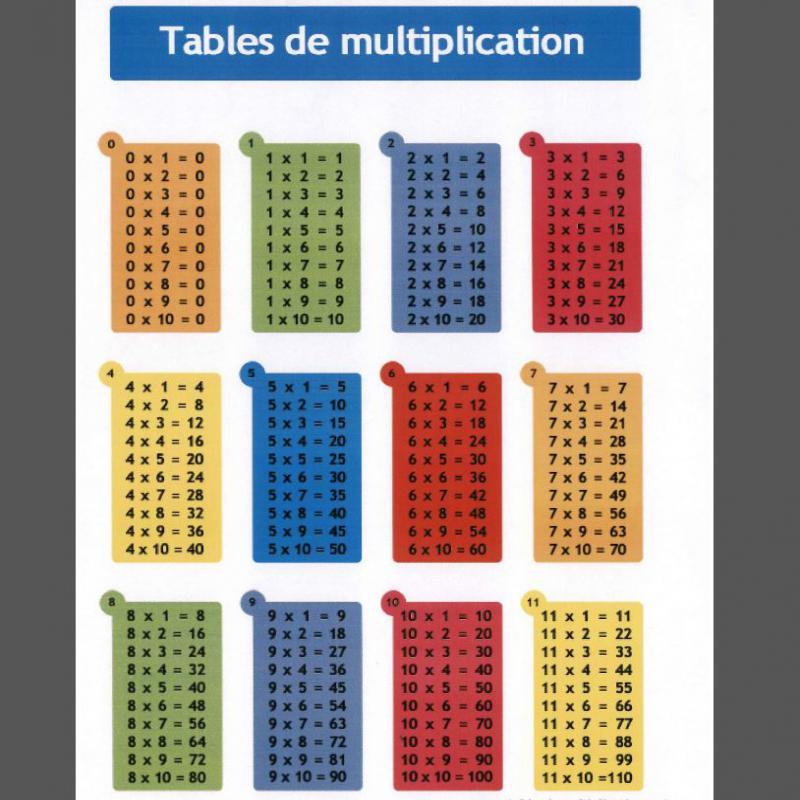 Tables de multiplication
0
0 x 1 = 0
0 x 2 = 0
0 x 3 = 0
0 x 4 = 0
0 x 5 = 0
0 x 6 = 0
0 x 7 = 0
0 x 8 = 0
0 x 9 = 0
0 x 10 = 0
1
1 x 1 = 1
1 x 2 = 2
1 x 3 = 3
1 x 4 = 4
1 x 5 = 5
1 x 6 = 6
1 x 7 = 7
1 x 8 = 8
1 x 9 = 9
1 x 10 = 10
2
2 x 1 = 2
2 x 2 = 4
2 x 3 = 6
2 x 4 = 8
2 x 5 = 10
2 x 6 = 12
2 x 7 = 14
2 x 8 = 16
2 x 9 = 18
2 x 10 = 20
3
3 x 1 = 3
3 x 2 = 6
3 x 3 = 9
3 x 4 = 12
3 x 5 = 15
3 x 6 = 18
3 x 7 = 21
3 x 8 = 24
3 x 9 = 27
3 x 10 = 30
4
4 x 1 = 4
4 x 2 = 8
4 x 3 = 12
4 x 4 = 16
4 x 5 = 20
4 x 6 = 24
4 x 7 = 28
4 x 8 = 32
4 x 9 = 36
4 x 10 = 40
5
5 x 1 = 5
5 x 2 = 10
5 x 3 = 15
5 x 4 = 20
5 x 5 = 25
5 x 6 = 30
5 x 7 = 35
5 x 8 = 40
5 x 9 = 45
5 x 10 = 50
6
6 x 1 = 6
6 x 2 = 12
6 x 3 = 18
6 x 4 = 24
6 x 5 = 30
6 x 6 = 36
6 x 7 = 42
6 x 8 = 48
6 x 9 = 54
6 x 10 = 60
7
7 x 1 = 7
7 x 2 = 14
7 x 3 = 21
7 x 4 = 28
7 x 5 = 35
7 x 6 = 42
7 x 7 = 49
7 x 8 = 56
7 x 9 = 63
7 x 10 = 70
8
8 x 1 = 8
8 x 2 = 16
8 x 3 = 24
8 x 4 = 32
8 x 5 = 40
8 x 6 = 48
8 x 7 = 56
8 x 8 = 64
8 x 9 = 72
8 x 10 = 80
9
9 x 1 = 9
9 x 2 = 18
9 x 3 = 27
9 x 4 = 36
9 x 5 = 45
9 x 6 = 54
9 x 7 = 63
9 x 8 = 72
9 x 9 = 81
9 x 10 = 90
10
10 x 1 = 10
10 x 2 = 20
10 x 3 = 30
10 x 4 = 40
10 x 5 = 50
10 x 6 = 60
10 x 7 = 70
10 x 8 = 80
10 x 9 = 90
10 x 10 = 100
11
11 x 1 = 11
11 x 2 = 22
11 x 3 = 33
11 x 4 = 44
11 x 5 = 55
11 x 6 = 66
11 x 7 = 77
11 x 8 = 88
11 x 9 = 99
11 x 10 =110